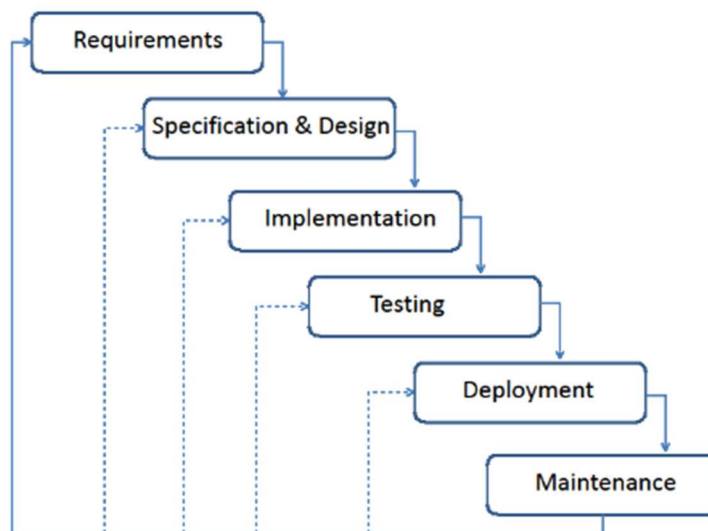 Requirements
Specification & Design
Implementation
Testing
Deployment
Maintenance